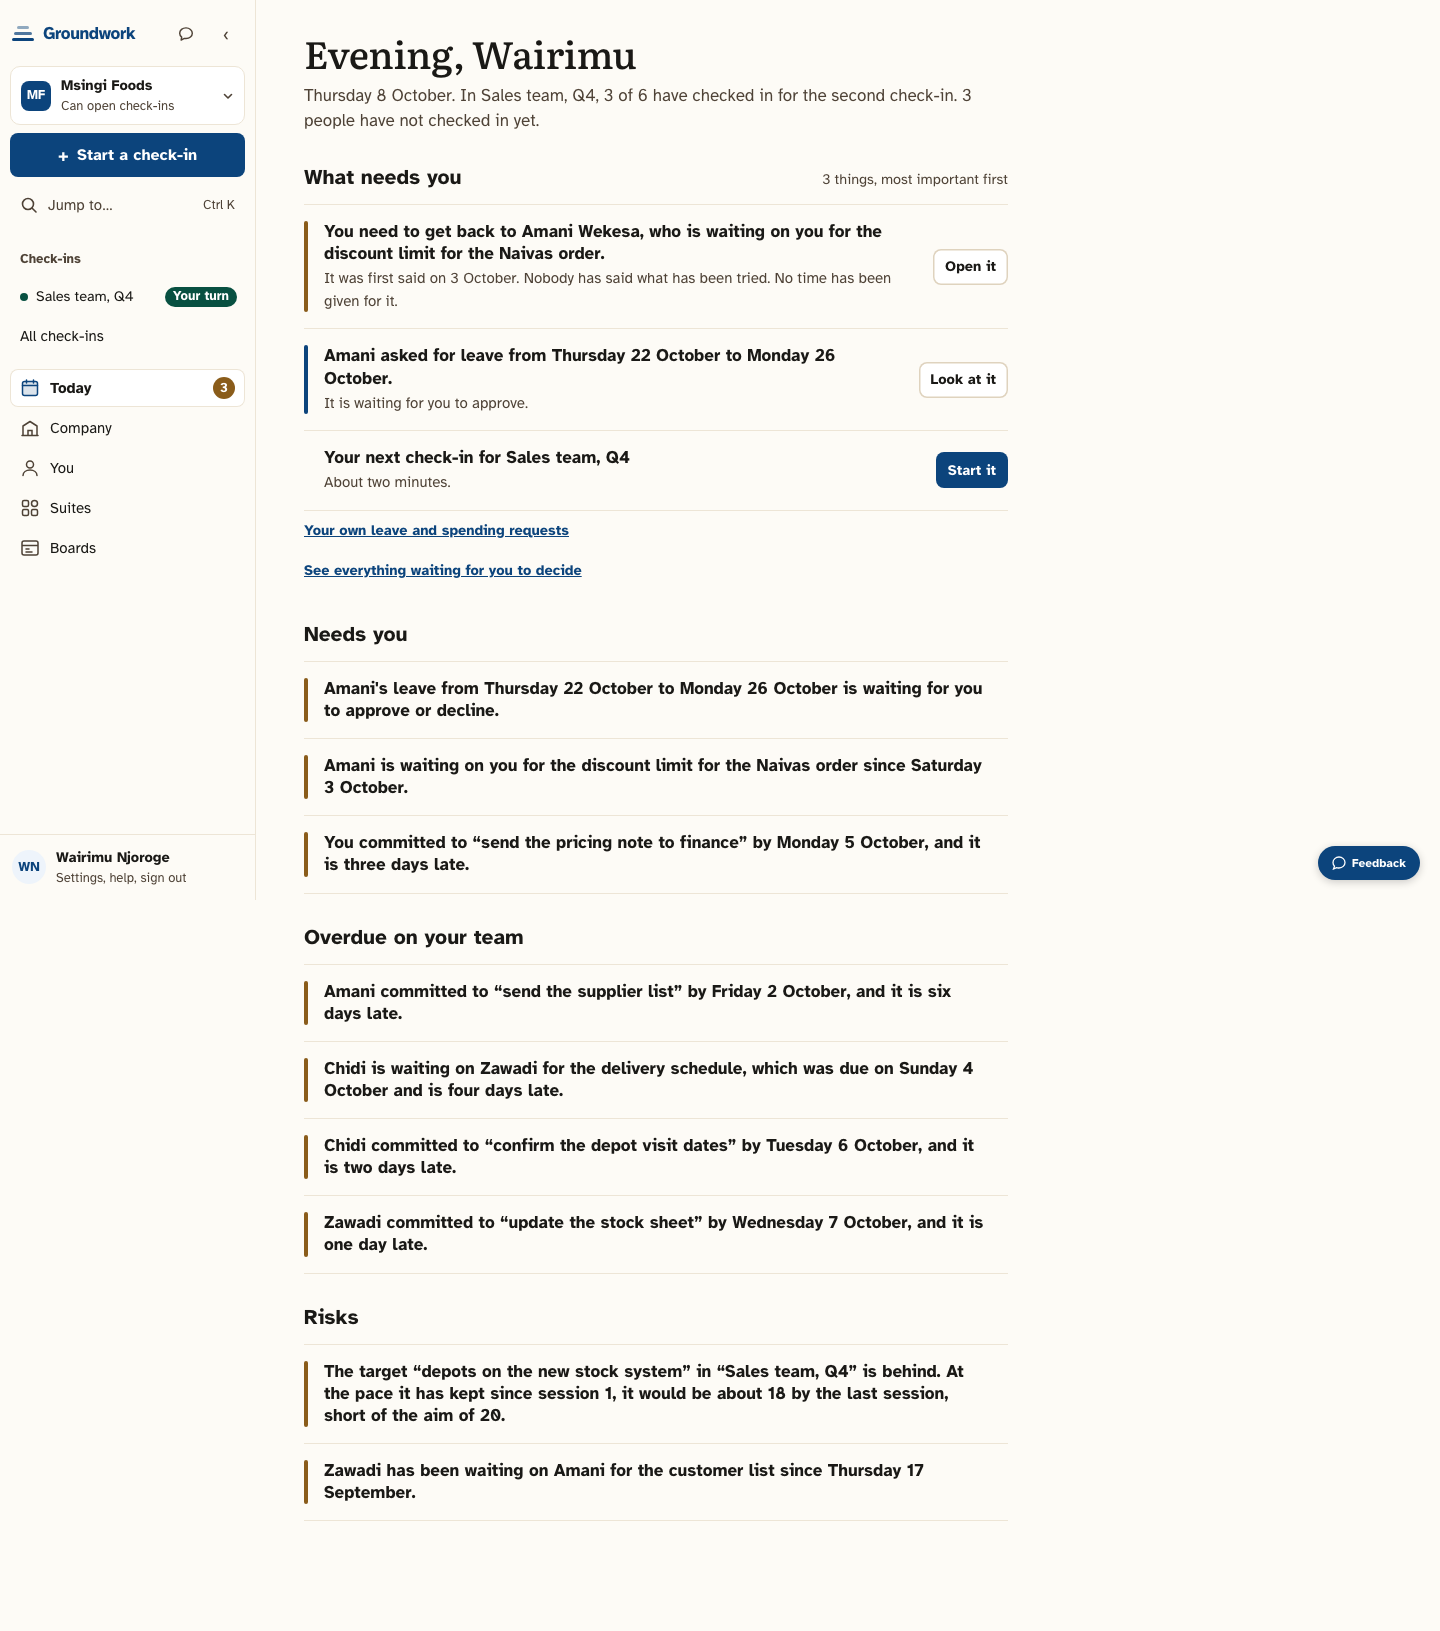 Groundwork
MF
Msingi Foods
Can open check-ins
+ Start a check-in
Jump to...
Ctrl K
Check-ins
Sales team, Q4
Your turn
All check-ins
Today
3
Company
You
Suites
Boards
WN
Wairimu Njoroge
Settings, help, sign out
Evening, Wairimu
Thursday 8 October. In Sales team, Q4, 3 of 6 have checked in for the second check-in. 3
people have not checked in yet.
What needs you
3 things, most important first
You need to get back to Amani Wekesa, who is waiting on you for the
discount limit for the Naivas order.
It was first said on 3 October. Nobody has said what has been tried. No time has been
given for it.
Open it
Amani asked for leave from Thursday 22 October to Monday 26
October.
It is waiting for you to approve.
Look at it
Your next check-in for Sales team, Q4
About two minutes.
Start it
Your own leave and spending requests
See everything waiting for you to decide
Needs you
Amani's leave from Thursday 22 October to Monday 26 October is waiting for you
to approve or decline.
Amani is waiting on you for the discount limit for the Naivas order since Saturday
3 October.
You committed to “send the pricing note to finance” by Monday 5 October, and it
is three days late.
Overdue on your team
Amani committed to “send the supplier list” by Friday 2 October, and it is six
days late.
Chidi is waiting on Zawadi for the delivery schedule, which was due on Sunday 4
October and is four days late.
Chidi committed to “confirm the depot visit dates” by Tuesday 6 October, and it
is two days late.
Zawadi committed to “update the stock sheet” by Wednesday 7 October, and it is
one day late.
Risks
The target “depots on the new stock system” in “Sales team, Q4” is behind. At
the pace it has kept since session 1, it would be about 18 by the last session,
short of the aim of 20.
Zawadi has been waiting on Amani for the customer list since Thursday 17
September.
Feedback